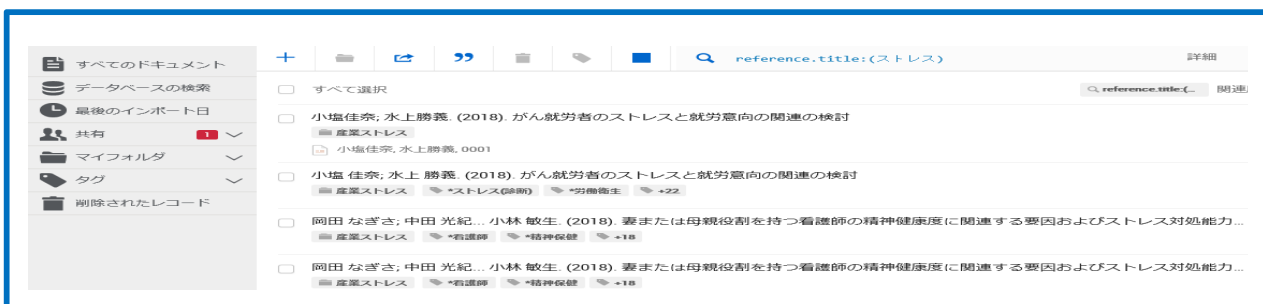 すべてのドキュメント
データベースの検索
最後のインポート日
共有 1
マイフォルダ
タグ
削除されたレコード
reference.title:(ストレス) 詳細
すべて選択 reference.title:(... 関連
小塩佳奈; 水上勝義. (2018). がん就労者のストレスと就労意向の関連の検討
産業ストレス
小塩佳奈, 水上勝義, 0001
小塩 佳奈; 水上 勝義. (2018). がん就労者のストレスと就労意向の関連の検討
産業ストレス *ストレス(診断) *労働衛生 +22
岡田 なぎさ; 中田 光紀... 小林 敏生. (2018). 妻または母親役割を持つ看護師の精神健康度に関連する要因およびストレス対処能力...
産業ストレス *看護師 *精神保健 +18
岡田 なぎさ; 中田 光紀... 小林 敏生. (2018). 妻または母親役割を持つ看護師の精神健康度に関連する要因およびストレス対処能力...
産業ストレス *看護師 *精神保健 +18